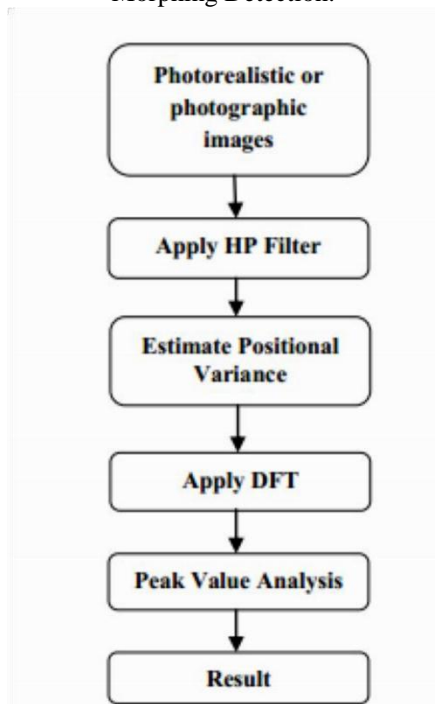 Morphing Detection.
Photorealistic or
photographic
images
Apply HP Filter
Estimate Positional
Variance
Apply DFT
Peak Value Analysis
Result